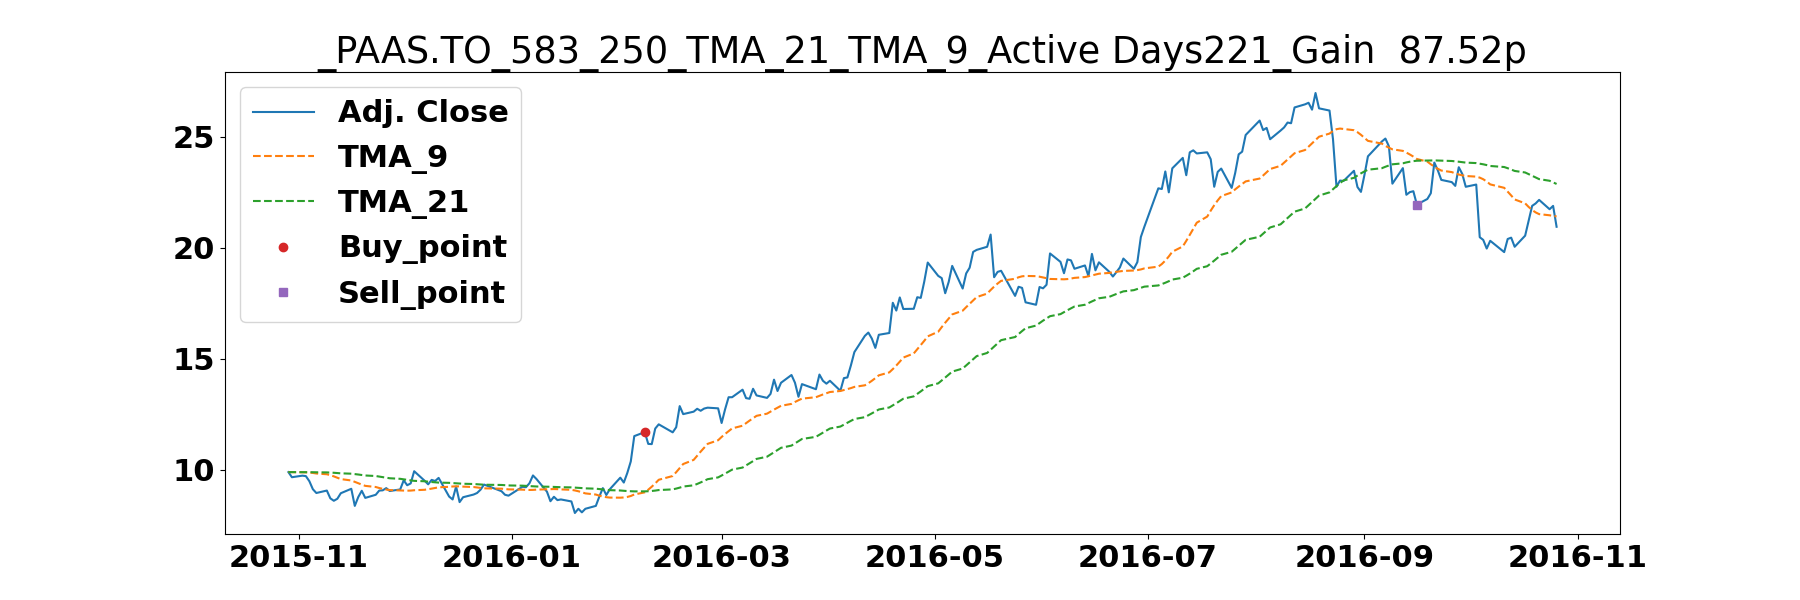 _PAAS.TO_583_250_TMA_21_TMA_9_Active Days221_Gain  87.52p
Adj. Close
TMA_9
TMA_21
Buy_point
Sell_point
25
20
15
10
2015-11
2016-01
2016-03
2016-05
2016-07
2016-09
2016-11